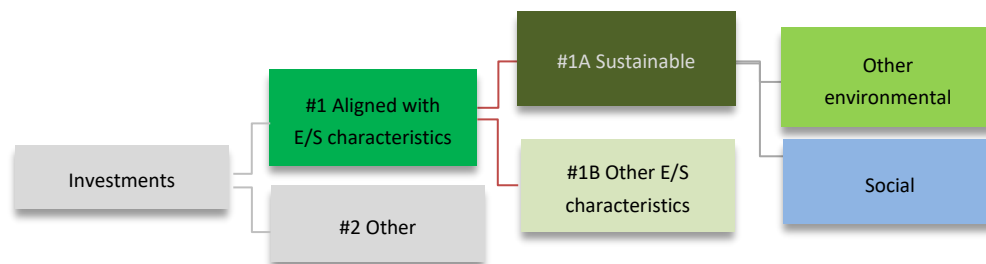 #1A Sustainable
Other
environmental
#1 Aligned with
E/S characteristics
#1B Other E/S
characteristics
Investments
Social
#2 Other